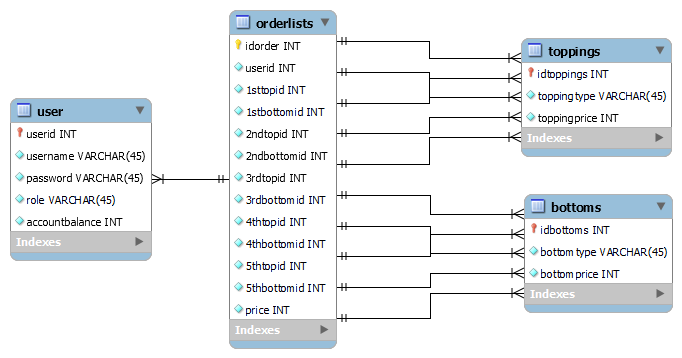 user
userid INT
username VARCHAR(45)
password VARCHAR(45)
role VARCHAR(45)
accountbalance INT
Indexes
orderlists
idorder INT
userid INT
1sttopid INT
1stbottomid INT
2ndtopid INT
2ndbottomid INT
3rdtopid INT
3rdbottomid INT
4thtopid INT
4thbottomid INT
5thtopid INT
5thbottomid INT
price INT
Indexes
toppings
idtoppings INT
toppingtype VARCHAR(45)
toppingprice INT
Indexes
bottoms
idbottoms INT
bottomtype VARCHAR(45)
bottomprice INT
Indexes